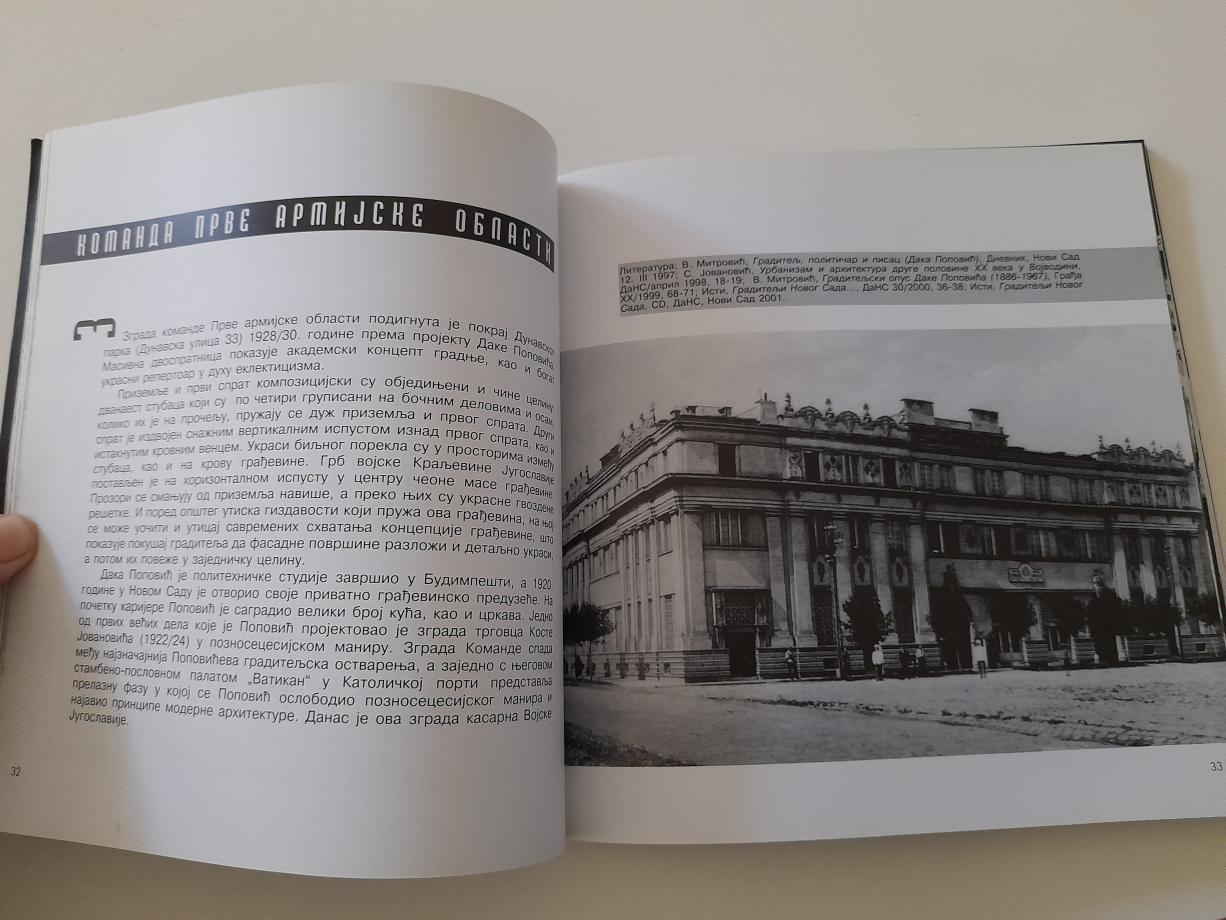 КОМАНДА ПРВЕ АРМИЈСКЕ ОБЛАСТИ
Зграда команде Прве армијске области подигнута је покрај Дунавског
парка (Дунавска улица 33) 1928/30. године према пројекту Даке Поповића.
Масивна двоспратница показује академски концепт градње, као и богат
украсни репертоар у духу еклектицизма.
Приземље и први спрат композицијски су обједињени и чине целину;
дванаест стубаца који су по четири груписани на бочним деловима и осам,
колико их је на прочељу, пружају се дуж приземља и првог спрата. Други
спрат је издвојен снажним вертикалним испустом изнад првог спрата, као и
истакнутим кровним венцем. Украси биљног порекла су у просторима између
стубаца, као и на крову грађевине. Грб војске Краљевине Југославије
постављен је на хоризонталном испусту у центру чеоне масе грађевине.
Прозори се смањују од приземља навише, а преко њих су украсне гвоздене
решетке. И поред општег утиска гиздавости који пружа ова грађевина, на њој
се може уочити и утицај савремених схватања концепције грађевине, што
показује покушај градитеља да фасадне површине разложи и детаљно украси,
а потом их повеже у заједничку целину.
Дака Поповић је политехничке студије завршио у Будимпешти, а 1920.
године у Новом Саду је отворио своје приватно грађевинско предузеће. На
почетку каријере Поповић је саградио велики број кућа, као и цркава. Једно
од првих већих дела које је Поповић пројектовао је зграда трговца Косте
Јовановића (1922/24) у позносецесијском маниру. Зграда Команде спада
међу најзначајнија Поповићева градитељска остварења, а заједно с његовом
стамбено-пословном палатом „Ватикан“ у Католичкој порти представља
прелазну фазу у којој се Поповић ослободио позносецесијског манира и
најавио принципе модерне архитектуре. Данас је ова зграда касарна Војске
Југославије.
32
Литература: В. Митровић, Градитељ, политичар и писац (Дака Поповић), Дневник, Нови Сад
12. III 1997; С. Јовановић, Урбанизам и архитектура друге половине XX века у Војводини,
ДаНС/април 1998, 18-19; В. Митровић, Градитељски опус Даке Поповића (1886-1967), Грађа
XX/1999, 68-71; Исти, Градитељи Новог Сада..., ДаНС 30/2000, 36-38; Исти, Градитељи Новог
Сада, CD, ДаНС, Нови Сад 2001.
33